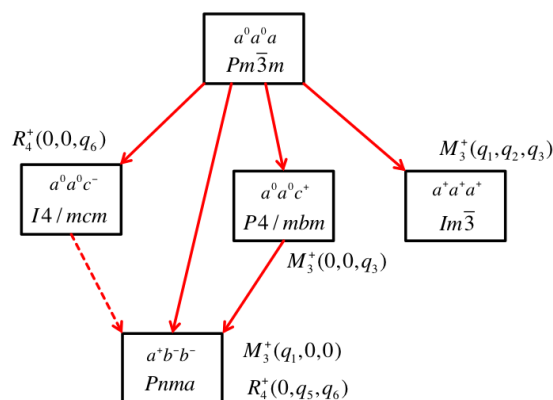 a⁰a⁰a
Pm3̅m
R₄⁺(0,0,q₆)
M₃⁺(q₁,q₂,q₃)
a⁰a⁰c⁻
I4/mcm
a⁰a⁰c⁺
P4/mbm
a⁺a⁺a⁺
Im3̅
M₃⁺(0,0,q₃)
a⁺b⁻b⁻
Pnma
M₃⁺(q₁,0,0)
R₄⁺(0,q₅,q₆)